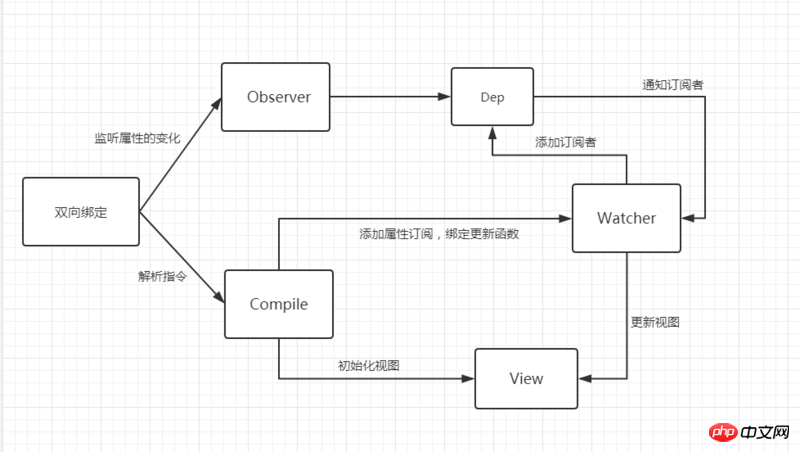 Observer
Dep
通知订阅者
监听属性的变化
添加订阅者
双向绑定
Watcher
添加属性订阅，绑定更新函数
解析指令
Compile
更新视图
初始化视图
View
php 中文网